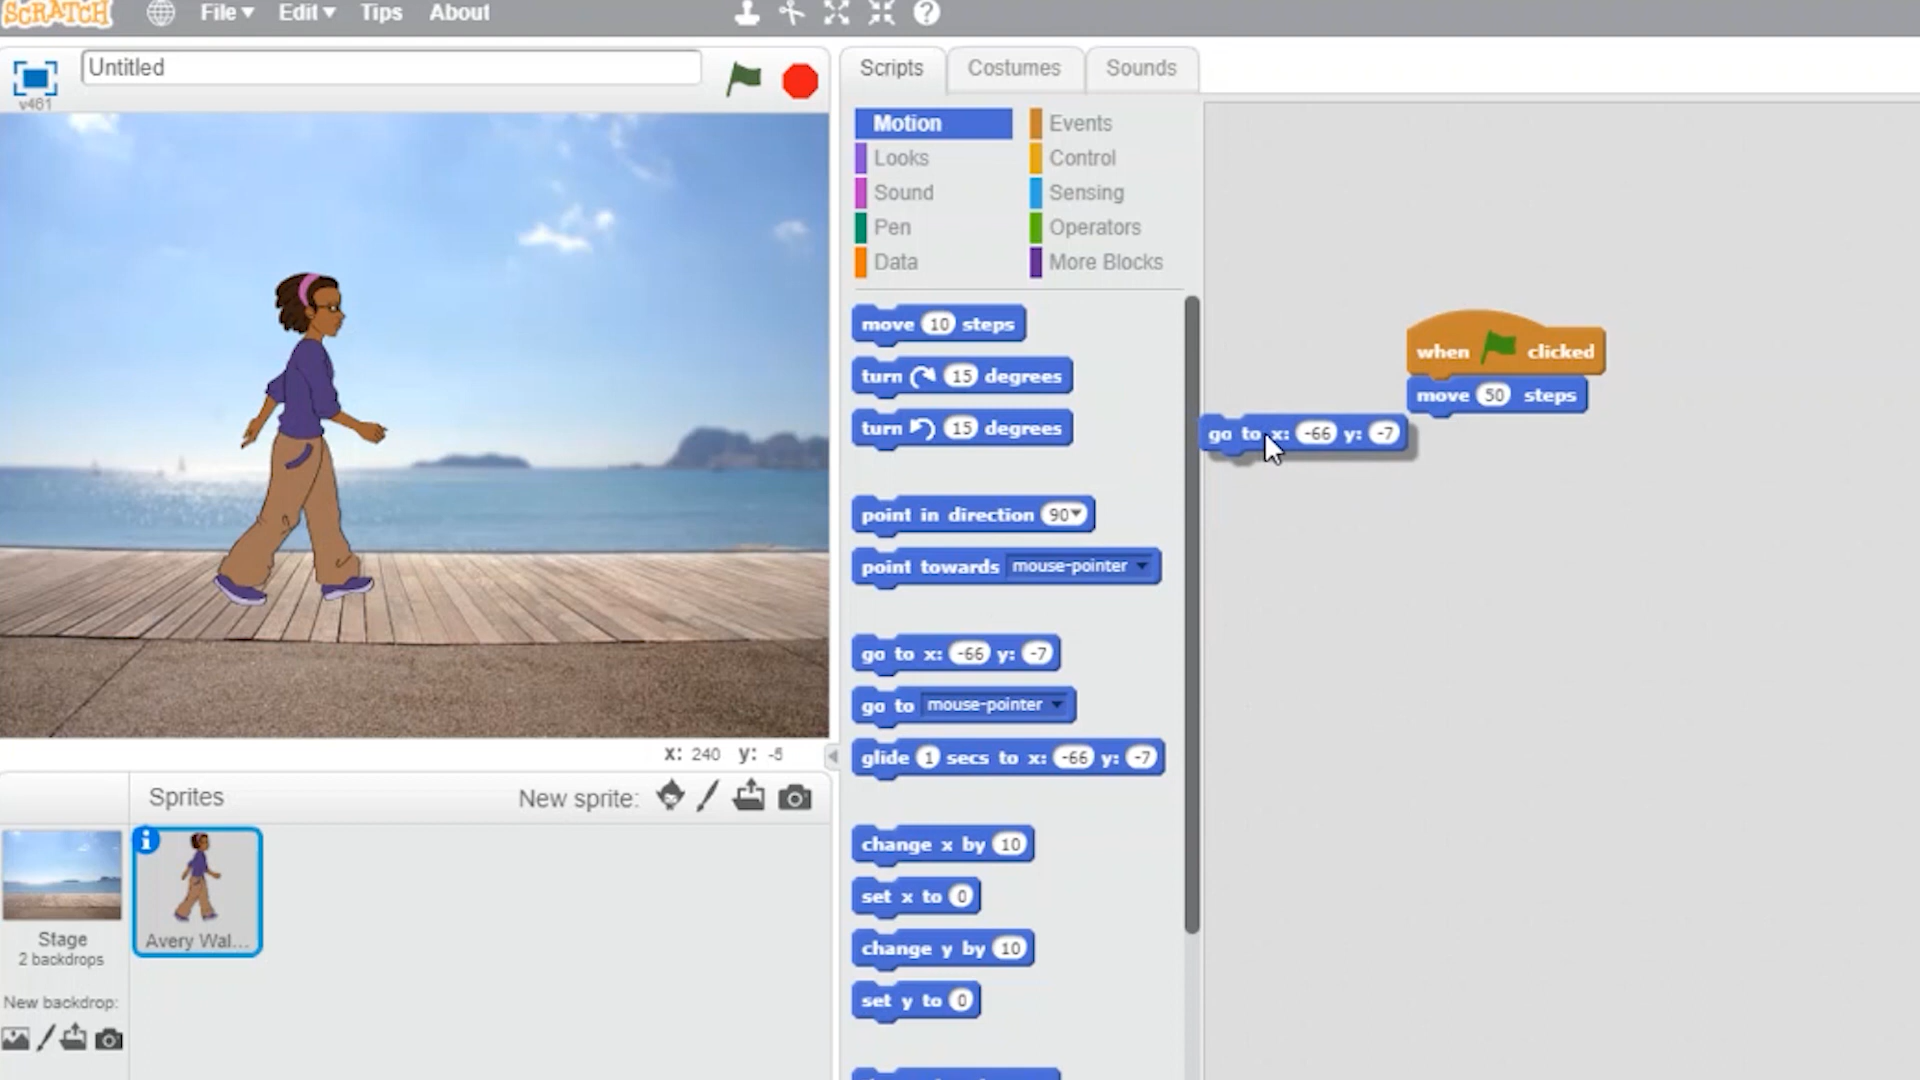 SCRATCH File Edit Tips About
Untitled
v461
Scripts Costumes Sounds
Motion
Looks
Sound
Pen
Data
Events
Control
Sensing
Operators
More Blocks
move 10 steps
turn 15 degrees
turn 15 degrees
point in direction 90
point towards mouse-pointer
go to x: -66 y: -7
go to mouse-pointer
glide 1 secs to x: -66 y: -7
change x by 10
set x to 0
change y by 10
set y to 0
when clicked
move 50 steps
go to x: -66 y: -7
x: 240 y: -5
Sprites New sprite:
Avery Wal...
Stage
2 backdrops
New backdrop: